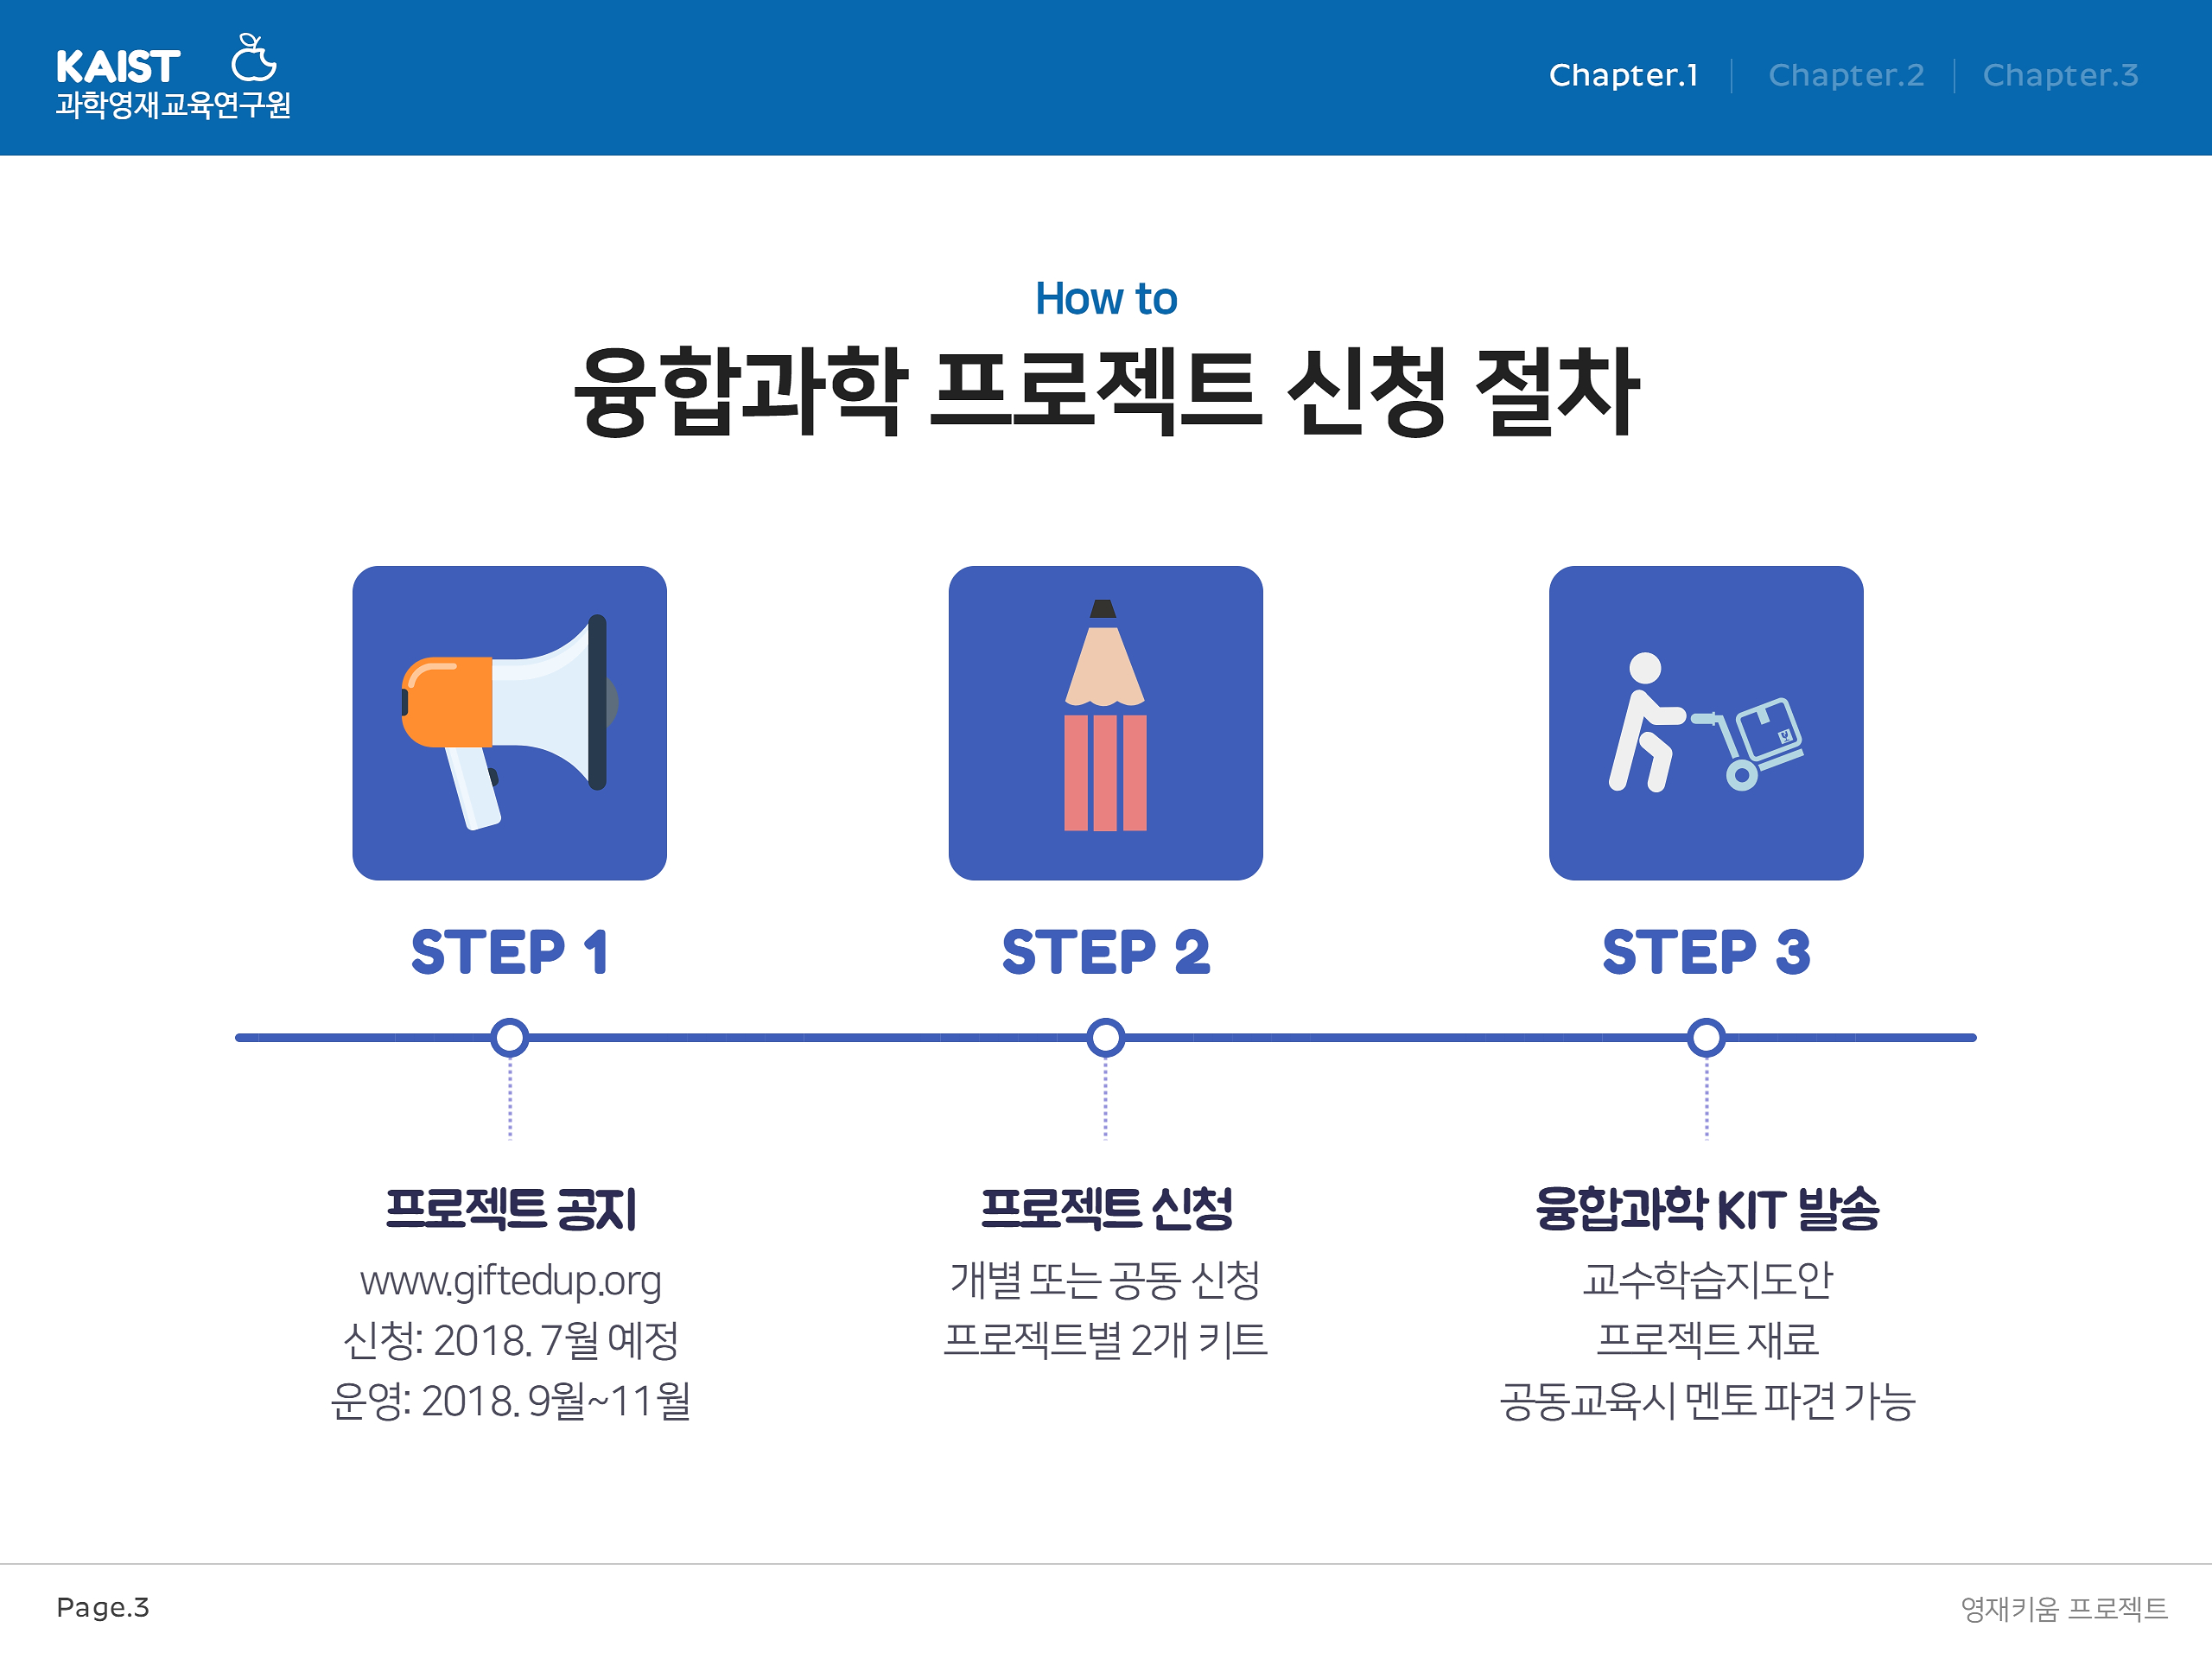 KAIST
과학영재교육연구원
Chapter.1
Chapter.2
Chapter.3
How to
융합과학 프로젝트 신청 절차
STEP 1
STEP 2
STEP 3
프로젝트 공지
www.giftedup.org
신청: 2018. 7월 예정
운영: 2018. 9월~11월
프로젝트 신청
개별 또는 공동 신청
프로젝트별 2개 키트
융합과학 KIT 발송
교수학습지도안
프로젝트 재료
공동교육시 멘토 파견 가능
Page.3
영재키움 프로젝트